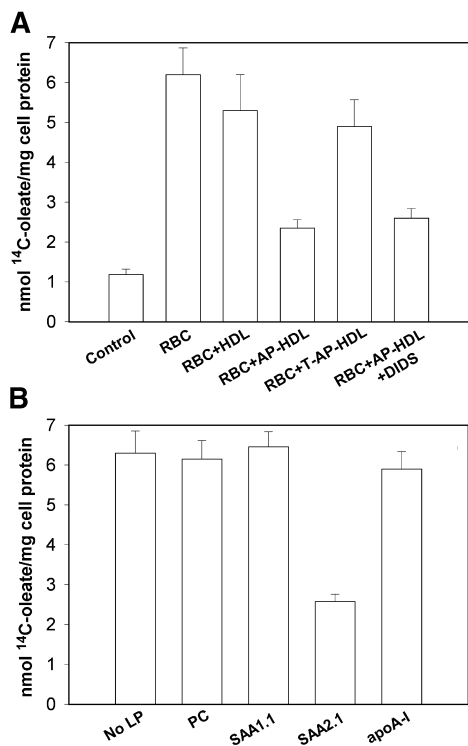 A
nmol ¹⁴C-oleate/mg cell protein
7
6
5
4
3
2
1
0
Control
RBC
RBC+HDL
RBC+AP-HDL
RBC+T-AP-HDL
RBC+AP-HDL
+DIDS
B
nmol ¹⁴C-oleate/mg cell protein
7
6
5
4
3
2
1
0
No LP
PC
SAA1.1
SAA2.1
apoA-I